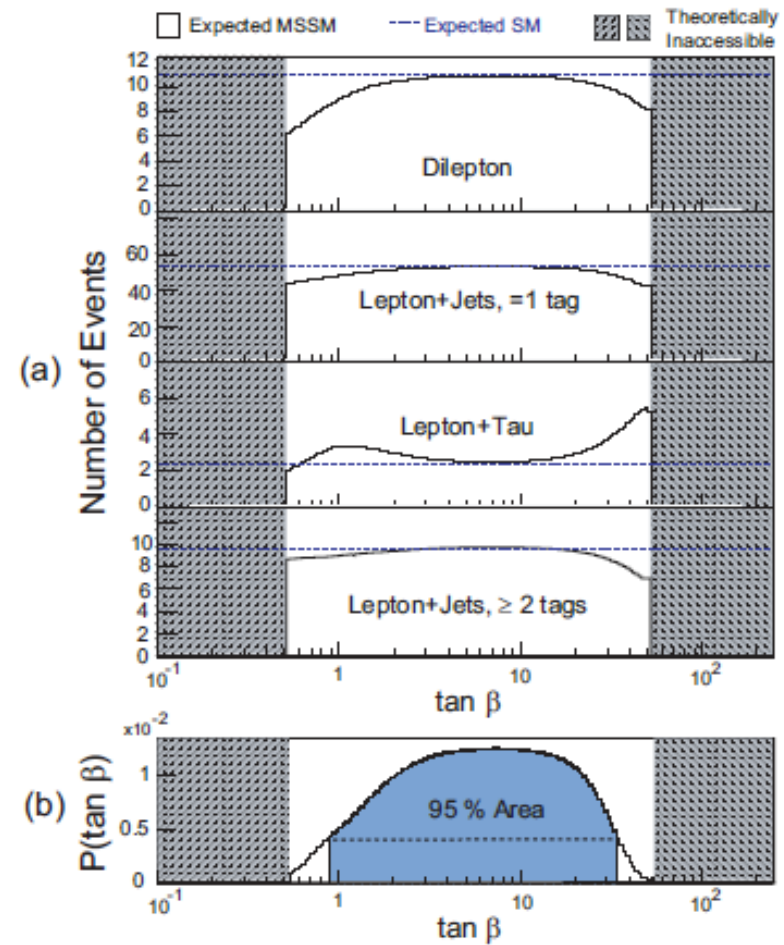 Expected MSSM
Expected SM
Theoretically
Inaccessible
(a)
Number of Events
12
10
8
6
4
2
0
Dilepton
60
40
20
0
Lepton+Jets, =1 tag
6
4
2
0
Lepton+Tau
10
8
6
4
2
0
Lepton+Jets, ≥ 2 tags
10⁻¹ 1 10 10²
tan β
x10⁻²
(b)
P(tan β)
1
0.5
0
95 % Area
10⁻¹ 1 10 10²
tan β